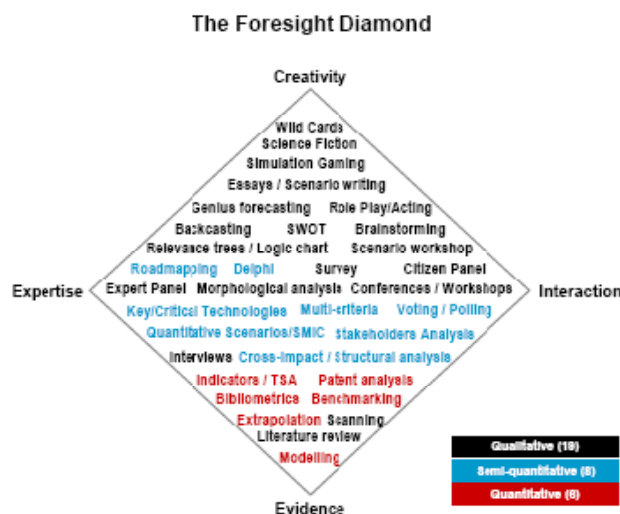 The Foresight Diamond
Creativity
Wild Cards
Science Fiction
Simulation Gaming
Essays / Scenario writing
Genius forecasting Role Play/Acting
Backcasting SWOT Brainstorming
Relevance trees / Logic chart Scenario workshop
Roadmapping Delphi Survey Citizen Panel
Expertise Expert Panel Morphological analysis Conferences / Workshops Interaction
Key/Critical Technologies Multi-criteria Voting / Polling
Quantitative Scenarios/SMIC Stakeholders Analysis
Interviews Cross-impact / Structural analysis
Indicators / TSA Patent analysis
Bibliometrics Benchmarking
Extrapolation Scanning
Literature review
Modelling
Evidence
Qualitative (19)
Semi-quantitative (8)
Quantitative (6)